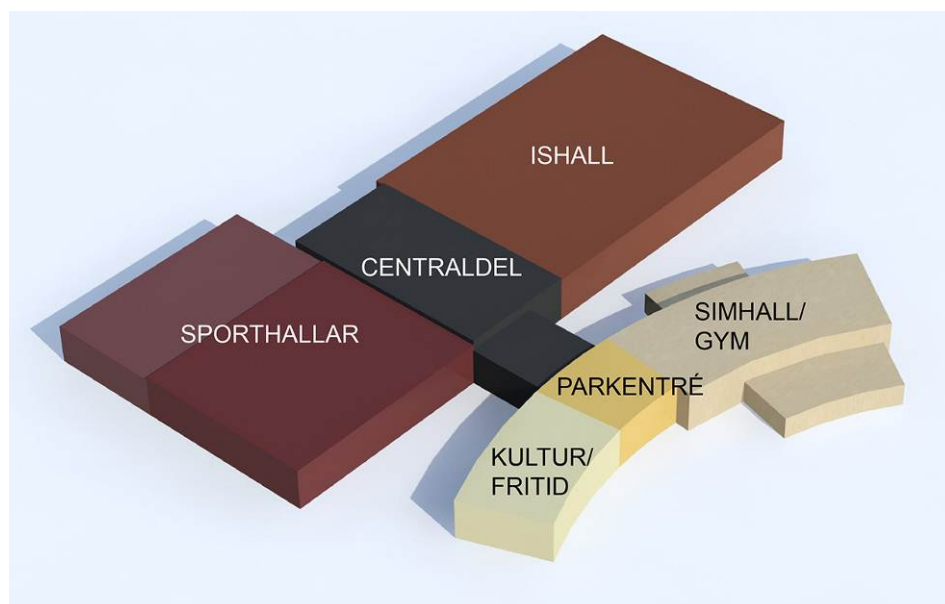 ISHALL
CENTRALDEL
SPORTHALLAR
SIMHALL/
GYM
PARKENTRÉ
KULTUR/
FRITID